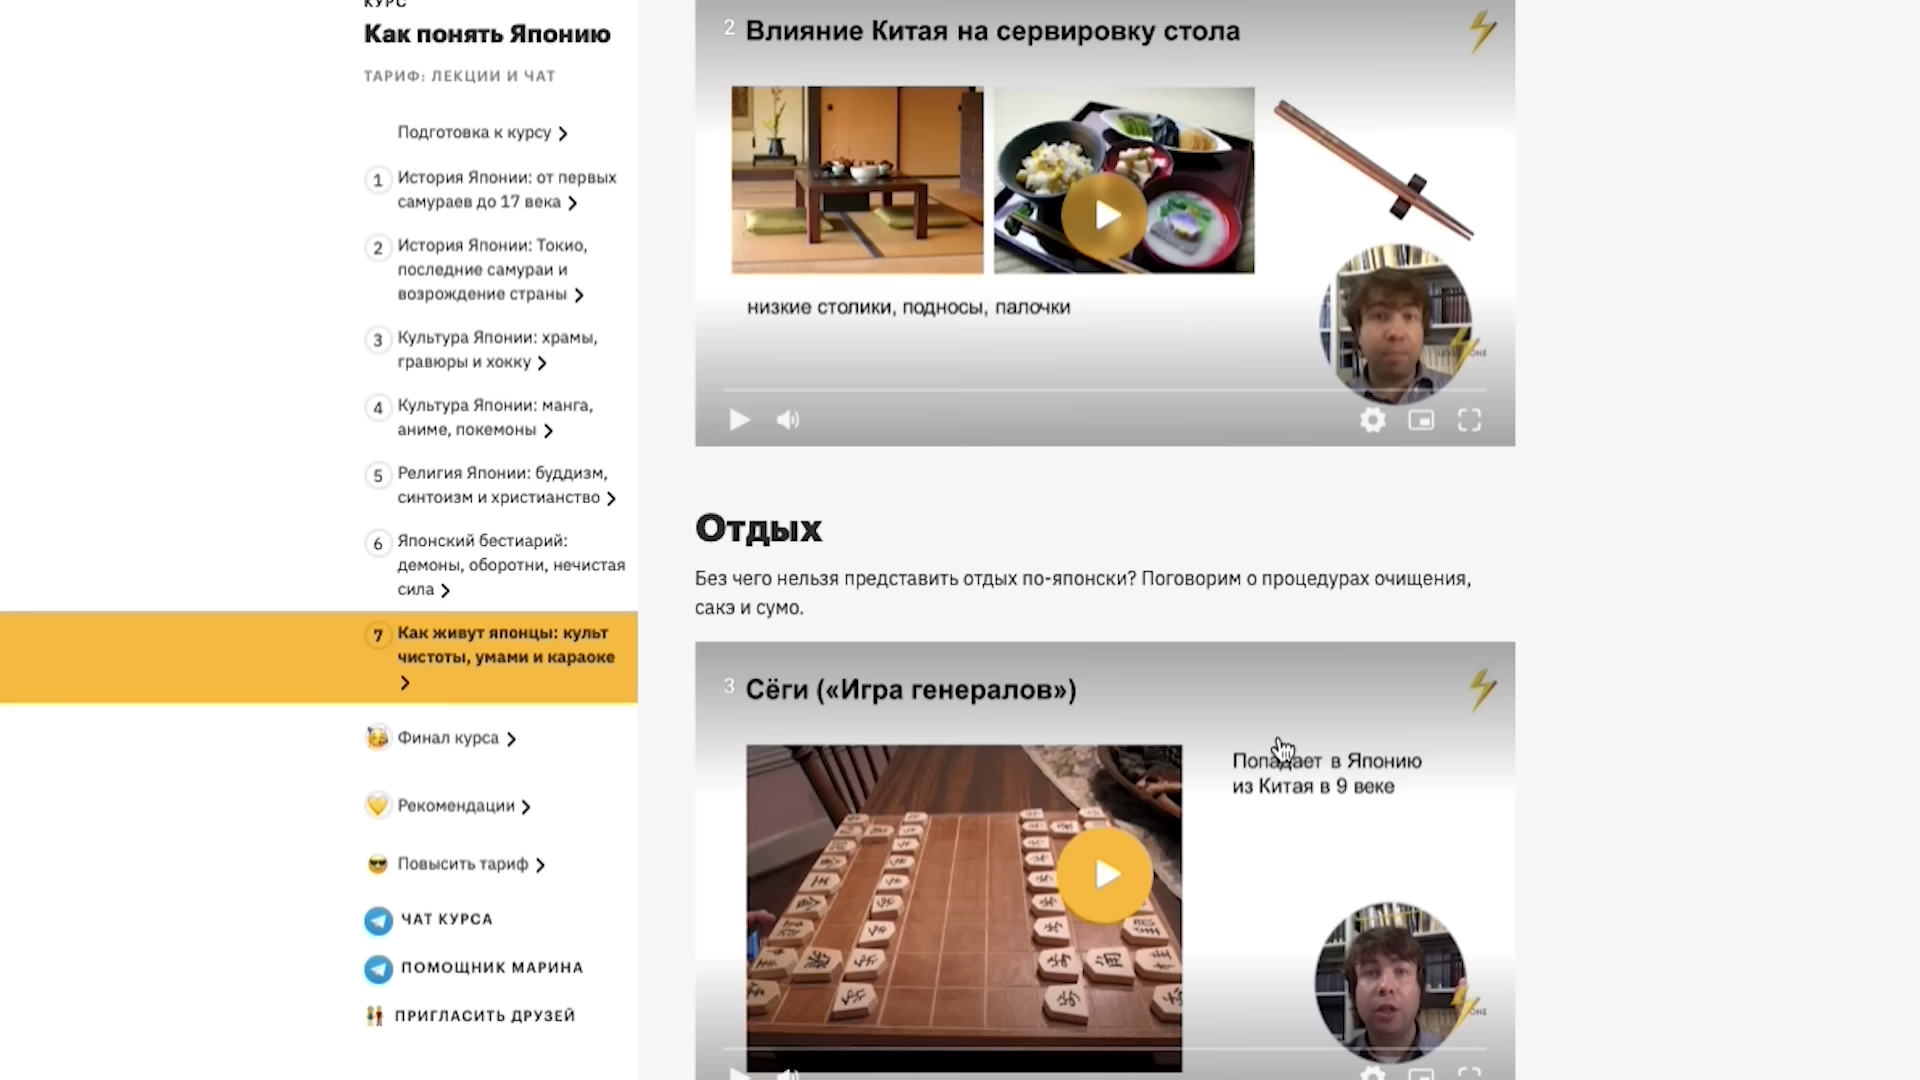 КУРС
Как понять Японию
ТАРИФ: ЛЕКЦИИ И ЧАТ
Подготовка к курсу
1 История Японии: от первых
самураев до 17 века
2 История Японии: Токио,
последние самураи и
возрождение страны
3 Культура Японии: храмы,
гравюры и хокку
4 Культура Японии: манга,
аниме, покемоны
5 Религия Японии: буддизм,
синтоизм и христианство
6 Японский бестиарий:
демоны, оборотни, нечистая
сила
7 Как живут японцы: культ
чистоты, умами и караоке
Финал курса
Рекомендации
Повысить тариф
ЧАТ КУРСА
ПОМОЩНИК МАРИНА
ПРИГЛАСИТЬ ДРУЗЕЙ
2 Влияние Китая на сервировку стола
низкие столики, подносы, палочки
Отдых
Без чего нельзя представить отдых по-японски? Поговорим о процедурах очищения,
сакэ и сумо.
3 Сёги («Игра генералов»)
Попадает в Японию
из Китая в 9 веке